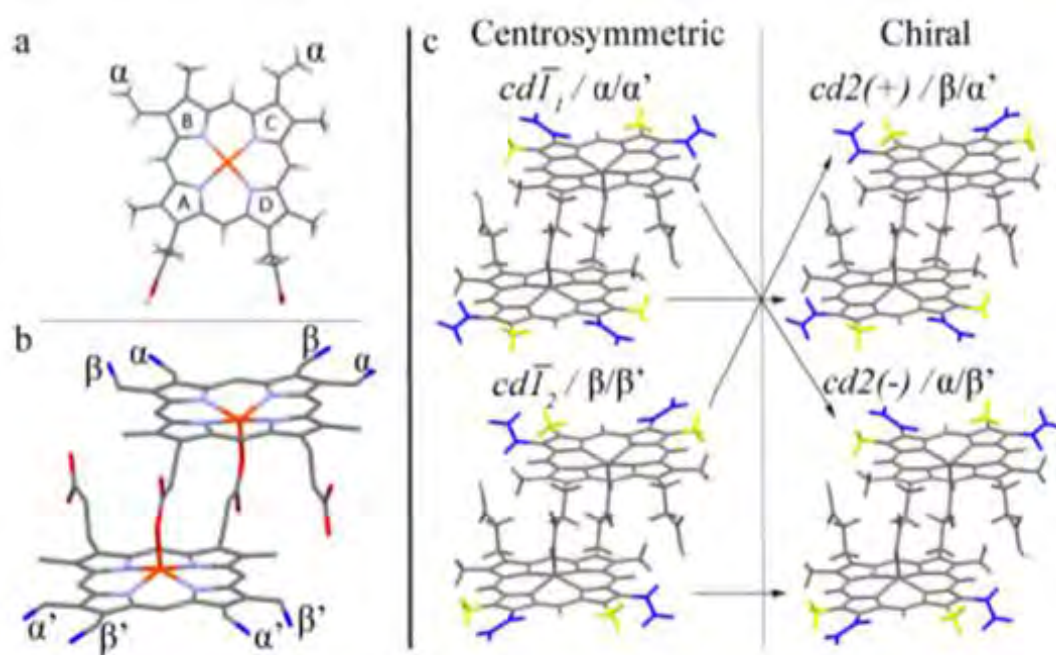 a
α
α
B
C
A
D
b
β
α
β
α
α'
β'
α'
β'
c
Centrosymmetric
Chiral
cd1̅₁ / α/α'
cd2(+) / β/α'
cd1̅₂ / β/β'
cd2(-) / α/β'